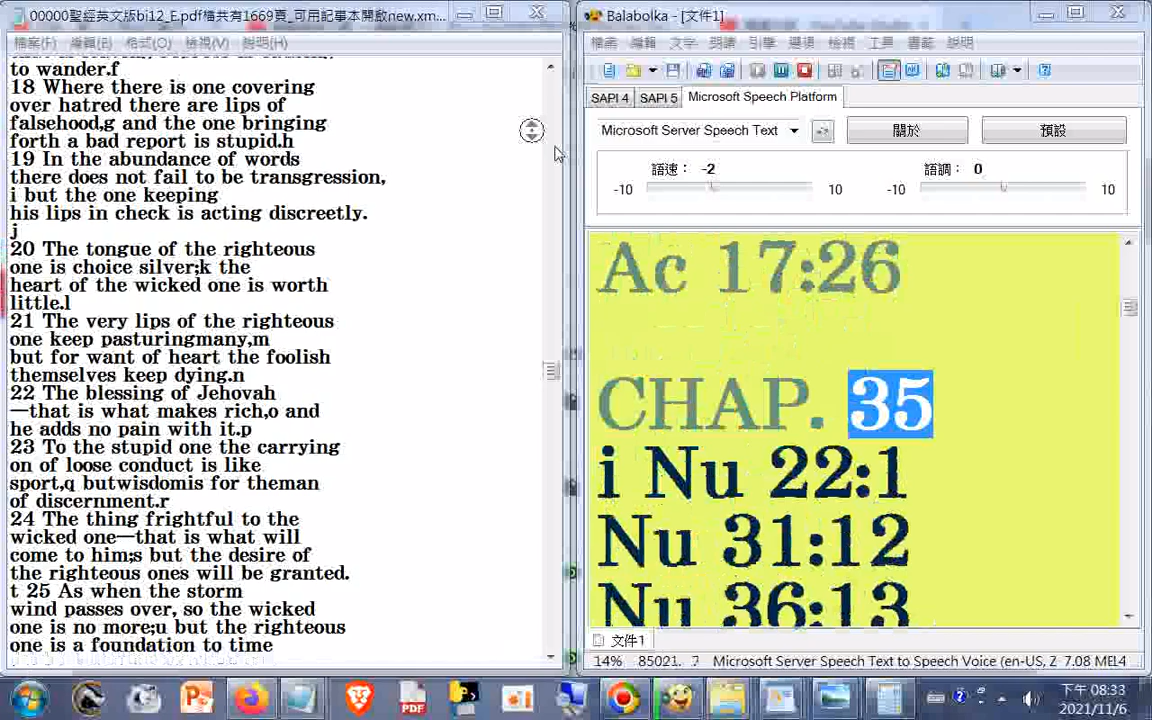 00000聖經英文版bi12_E.pdf檔共有1669頁_可用記事本開啟new.xm...
檔案(F) 編輯(E) 格式(O) 檢視(V) 說明(H)
to wander.f
18 Where there is one covering
over hatred there are lips of
falsehood,g and the one bringing
forth a bad report is stupid.h
19 In the abundance of words
there does not fail to be transgression,
i but the one keeping
his lips in check is acting discreetly.
j
20 The tongue of the righteous
one is choice silver;k the
heart of the wicked one is worth
little.l
21 The very lips of the righteous
one keep pasturingmany,m
but for want of heart the foolish
themselves keep dying.n
22 The blessing of Jehovah
—that is what makes rich,o and
he adds no pain with it.p
23 To the stupid one the carrying
on of loose conduct is like
sport,q butwisdomis for theman
of discernment.r
24 The thing frightful to the
wicked one—that is what will
come to him;s but the desire of
the righteous ones will be granted.
t 25 As when the storm
wind passes over, so the wicked
one is no more;u but the righteous
one is a foundation to time
Balabolka - [文件1]
檔案 編輯 文字 朗讀 引擎 選項 檢視 工具 書籤 說明
SAPI 4 SAPI 5 Microsoft Speech Platform
Microsoft Server Speech Text 關於 預設
語速： -2 語調： 0
-10 10 -10 10
Ac 17:26
CHAP. 35
i Nu 22:1
Nu 31:12
Nu 36:13
文件1
14% 85021. 7 Microsoft Server Speech Text to Speech Voice (en-US, Z 7.08 MEL4
PDF
下午 08:33
2021/11/6